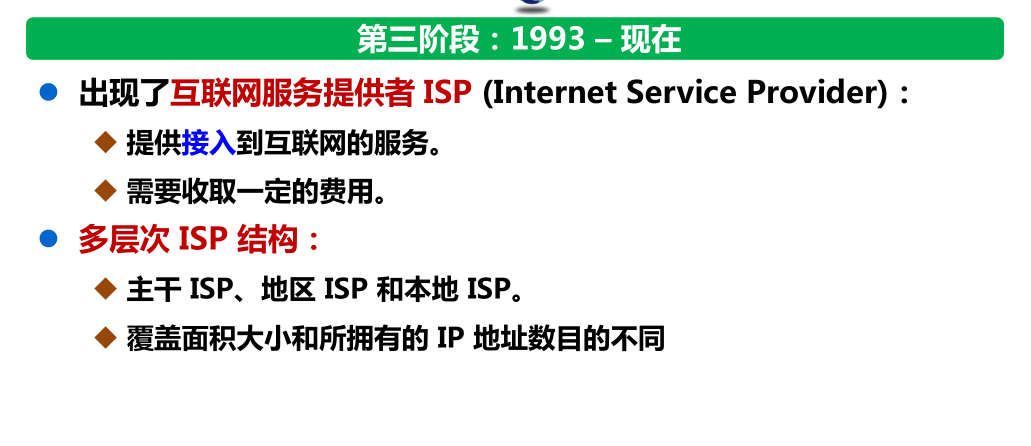 第三阶段：1993 – 现在
出现了互联网服务提供者 ISP (Internet Service Provider)：
提供接入到互联网的服务。
需要收取一定的费用。
多层次 ISP 结构：
主干 ISP、地区 ISP 和本地 ISP。
覆盖面积大小和所拥有的 IP 地址数目的不同